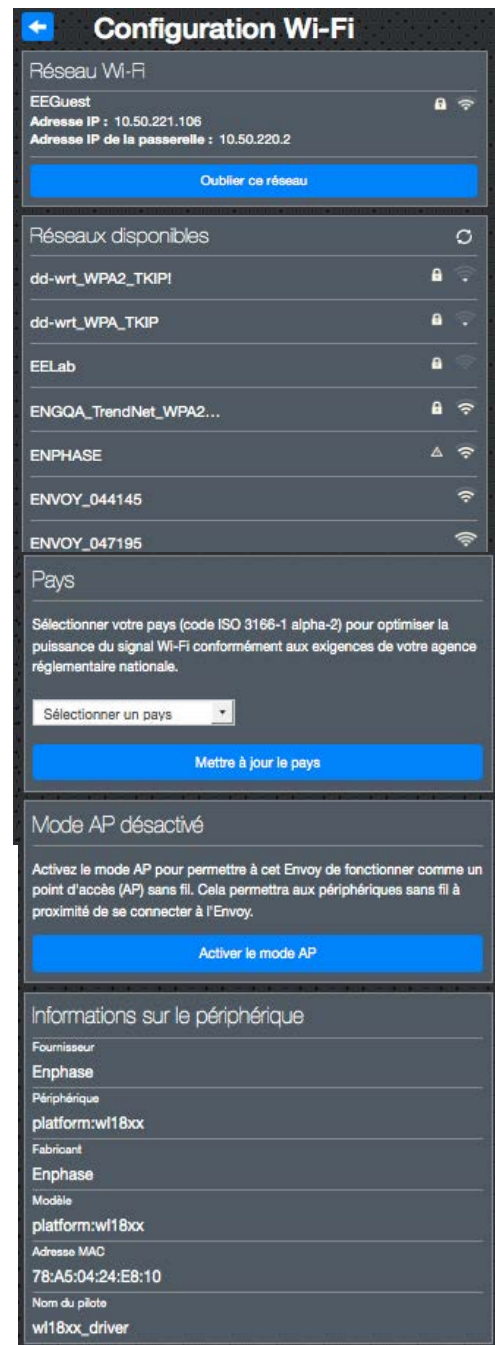 Configuration Wi-Fi
Réseau Wi-Fi
EEGuest
Adresse IP : 10.50.221.106
Adresse IP de la passerelle : 10.50.220.2
Oublier ce réseau
Réseaux disponibles
dd-wrt_WPA2_TKIP!
dd-wrt_WPA_TKIP
EELab
ENGQA_TrendNet_WPA2...
ENPHASE
ENVOY_044145
ENVOY_047195
Pays
Sélectionner votre pays (code ISO 3166-1 alpha-2) pour optimiser la
puissance du signal Wi-Fi conformément aux exigences de votre agence
réglementaire nationale.
Sélectionner un pays
Mettre à jour le pays
Mode AP désactivé
Activez le mode AP pour permettre à cet Envoy de fonctionner comme un
point d'accès (AP) sans fil. Cela permettra aux périphériques sans fil à
proximité de se connecter à l'Envoy.
Activer le mode AP
Informations sur le périphérique
Fournisseur
Enphase
Périphérique
platform:wl18xx
Fabricant
Enphase
Modèle
platform:wl18xx
Adresse MAC
78:A5:04:24:E8:10
Nom du pilote
wl18xx_driver